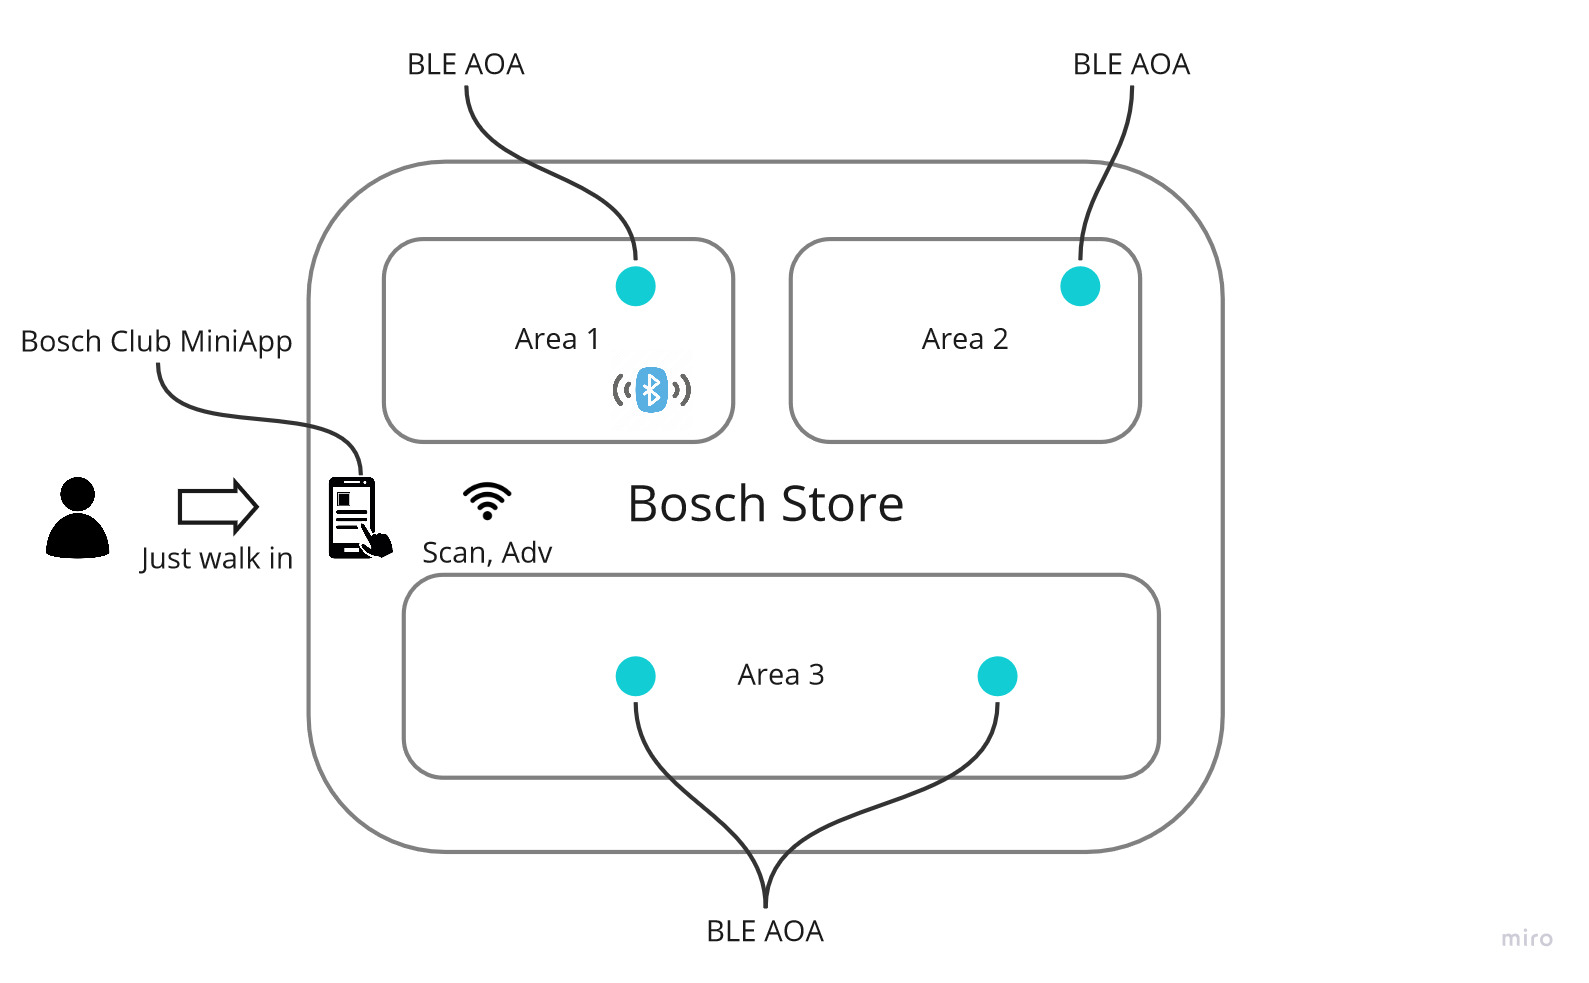 BLE AOA
BLE AOA
Area 1
Area 2
Bosch Club MiniApp
Bosch Store
Just walk in
Scan, Adv
Area 3
BLE AOA
miro